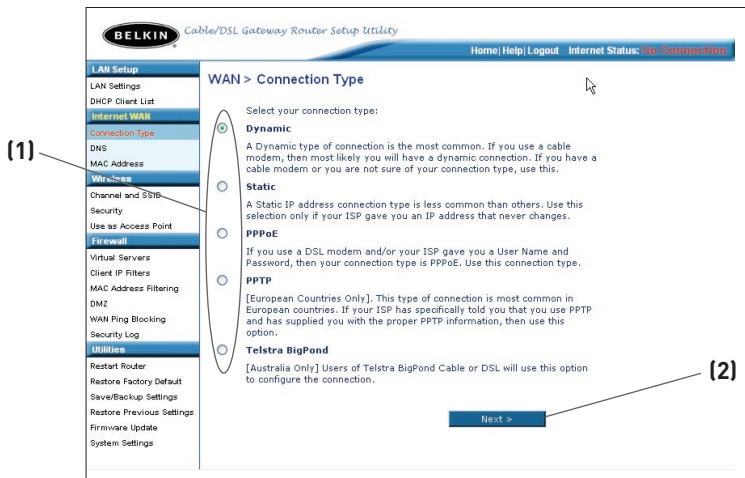 BELKIN
Cable/DSL Gateway Router Setup Utility
Home| Help| Logout Internet Status: No Connection
LAN Setup
LAN Settings
DHCP Client List
Internet WAN
Connection Type
DNS
MAC Address
Wireless
Channel and SSID
Security
Use as Access Point
Firewall
Virtual Servers
Client IP Filters
MAC Address Filtering
DMZ
WAN Ping Blocking
Security Log
Utilities
Restart Router
Restore Factory Default
Save/Backup Settings
Restore Previous Settings
Firmware Update
System Settings
(1)
WAN > Connection Type
Select your connection type:
Dynamic
A Dynamic type of connection is the most common. If you use a cable
modem, then most likely you will have a dynamic connection. If you have a
cable modem or you are not sure of your connection type, use this.
Static
A Static IP address connection type is less common than others. Use this
selection only if your ISP gave you an IP address that never changes.
PPPoE
If you use a DSL modem and/or your ISP gave you a User Name and
Password, then your connection type is PPPoE. Use this connection type.
PPTP
[European Countries Only]. This type of connection is most common in
European countries. If your ISP has specifically told you that you use PPTP
and has supplied you with the proper PPTP information, then use this
option.
Telstra BigPond
[Australia Only] Users of Telstra BigPond Cable or DSL will use this option
to configure the connection.
Next >
(2)